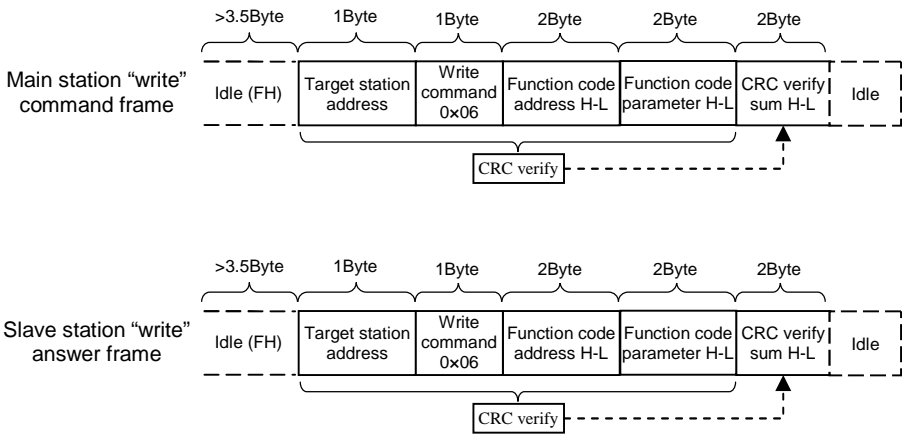 >3.5Byte 1Byte 1Byte 2Byte 2Byte 2Byte
Main station “write”
command frame
Idle (FH)
Target station
address
Write
command
0×06
Function code
address H-L
Function code
parameter H-L
CRC verify
sum H-L
Idle
CRC verify
>3.5Byte 1Byte 1Byte 2Byte 2Byte 2Byte
Slave station “write”
answer frame
Idle (FH)
Target station
address
Write
command
0×06
Function code
address H-L
Function code
parameter H-L
CRC verify
sum H-L
Idle
CRC verify